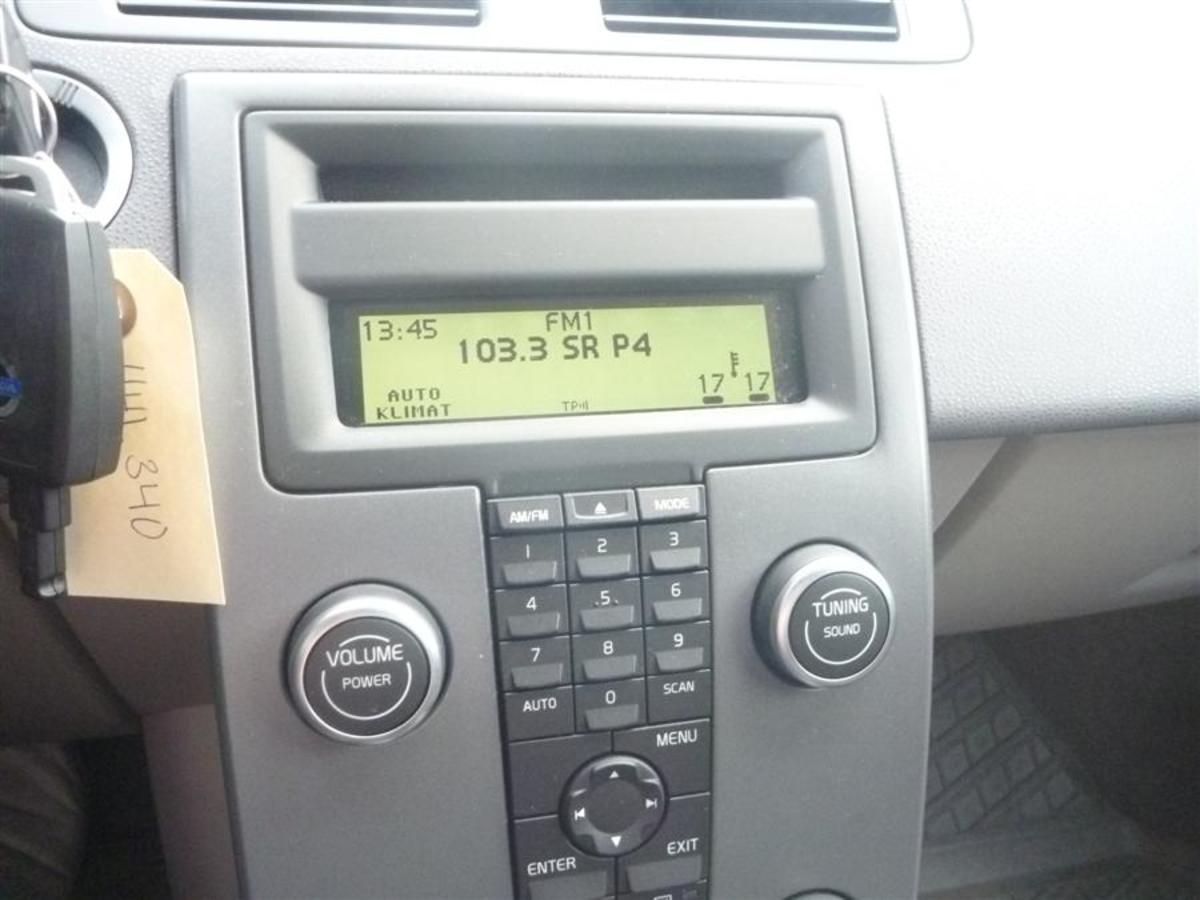 13:45 FM1
103.3 SR P4
AUTO
KLIMAT
TP
17 17
340
AM/FM MODE
1 2 3
4 5 6
7 8 9
AUTO 0 SCAN
MENU
ENTER EXIT
VOLUME
POWER
TUNING
SOUND